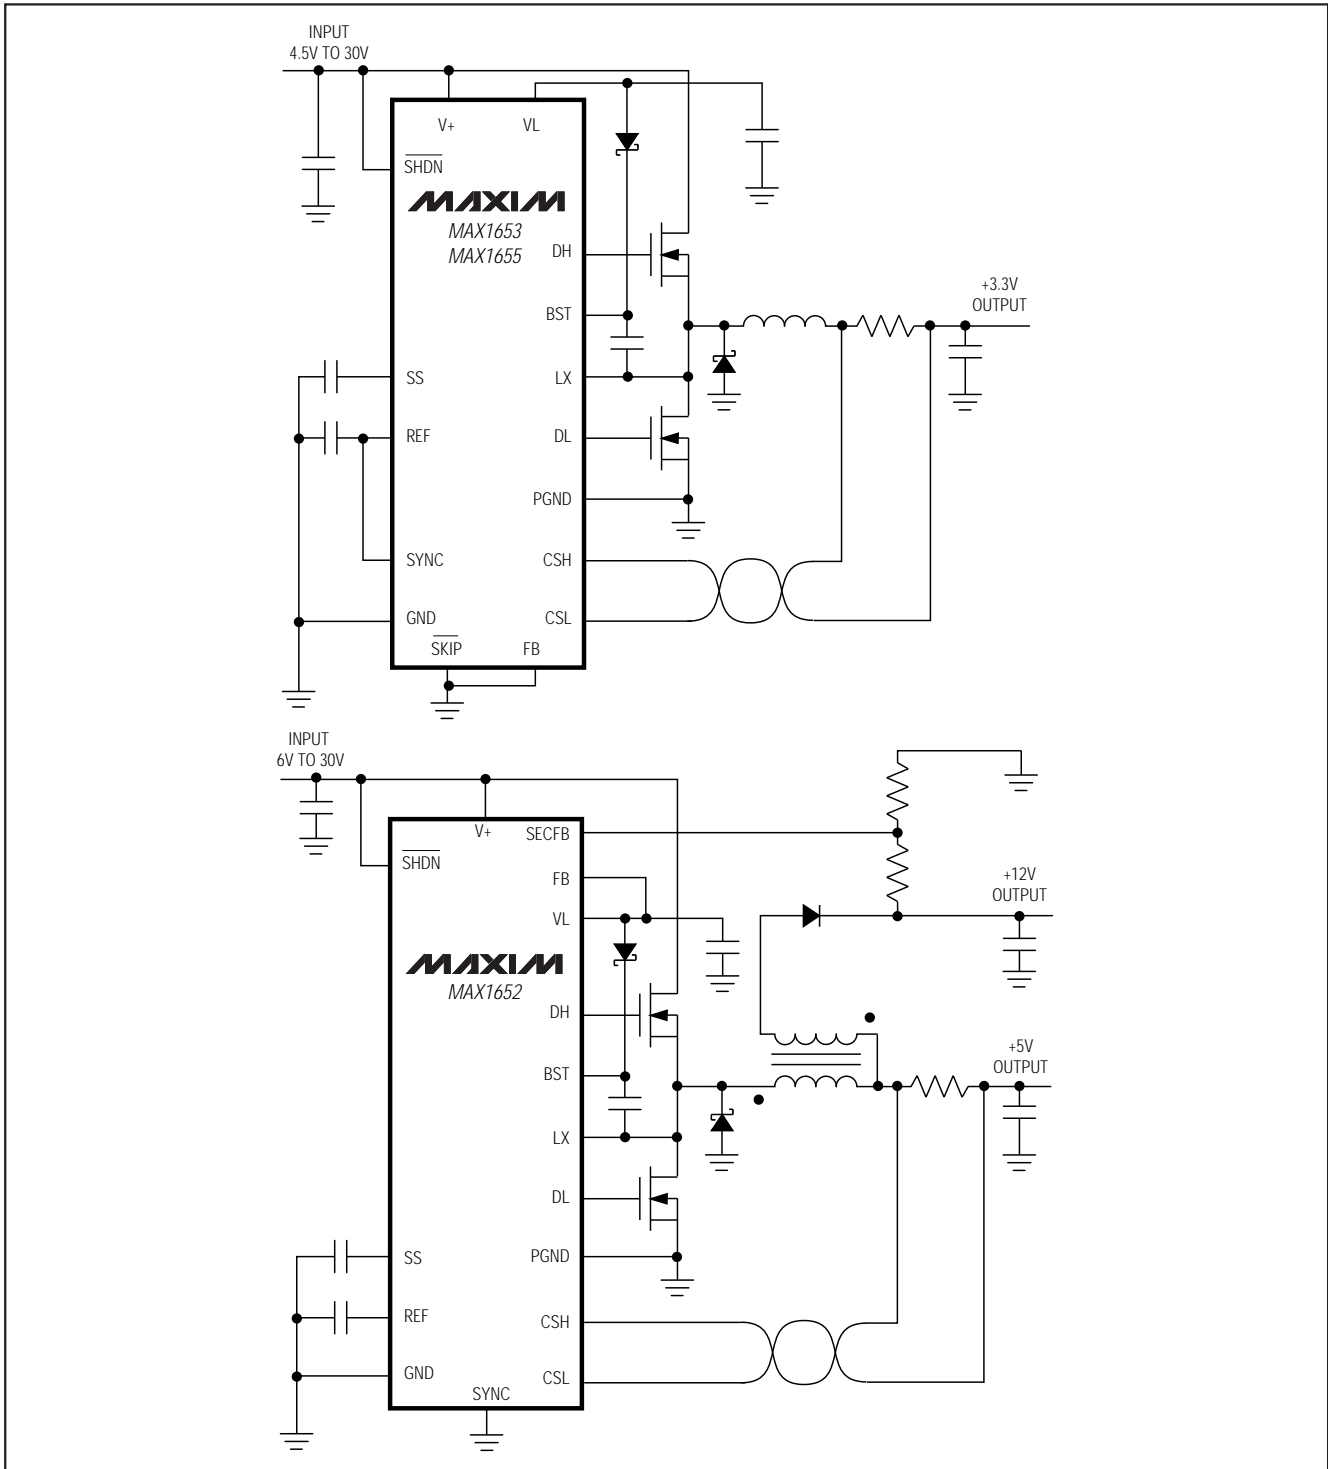 INPUT
4.5V TO 30V
V+
VL
SHDN
MAXIM
MAX1653
MAX1655
DH
+3.3V
OUTPUT
BST
SS
LX
REF
DL
PGND
SYNC
CSH
GND
CSL
SKIP
FB
INPUT
6V TO 30V
V+
SECFB
SHDN
FB
+12V
OUTPUT
VL
MAXIM
MAX1652
DH
+5V
OUTPUT
BST
LX
DL
SS
PGND
REF
CSH
GND
CSL
SYNC